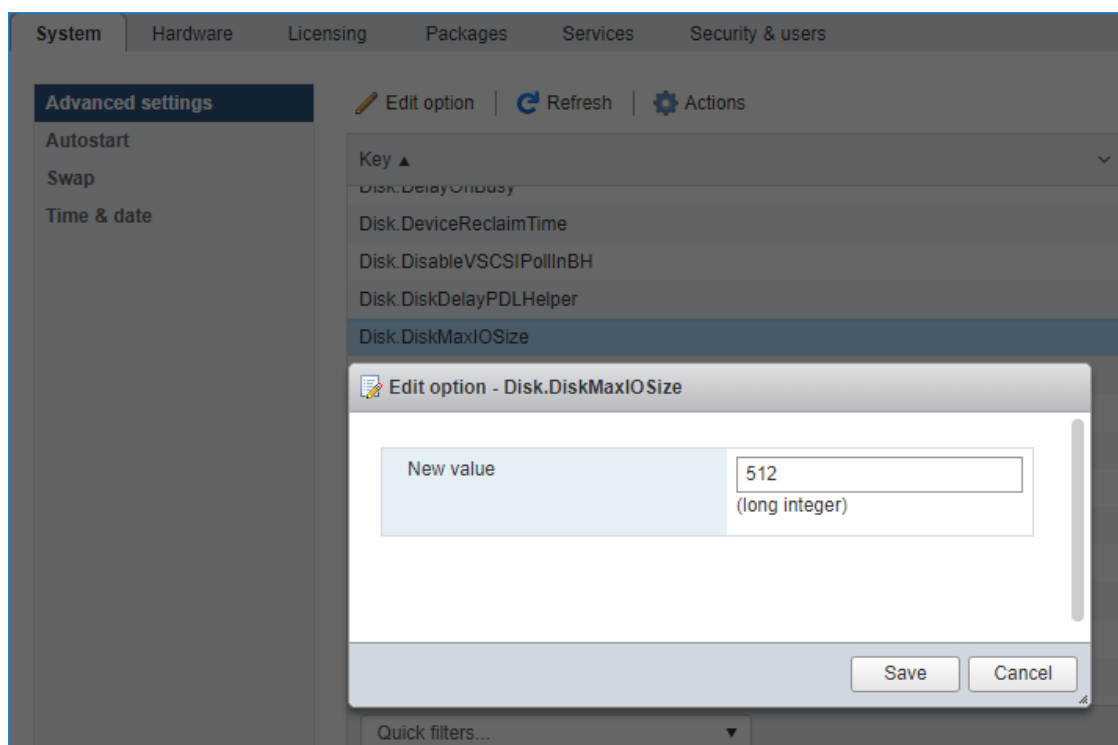 System Hardware Licensing Packages Services Security & users
Advanced settings
Autostart
Swap
Time & date
Edit option Refresh Actions
Key ▲
Disk.DelayOnBusy
Disk.DeviceReclaimTime
Disk.DisableVSCSIPollInBH
Disk.DiskDelayPDLHelper
Disk.DiskMaxIOSize
Edit option - Disk.DiskMaxIOSize
New value 512
(long integer)
Save Cancel
Quick filters...